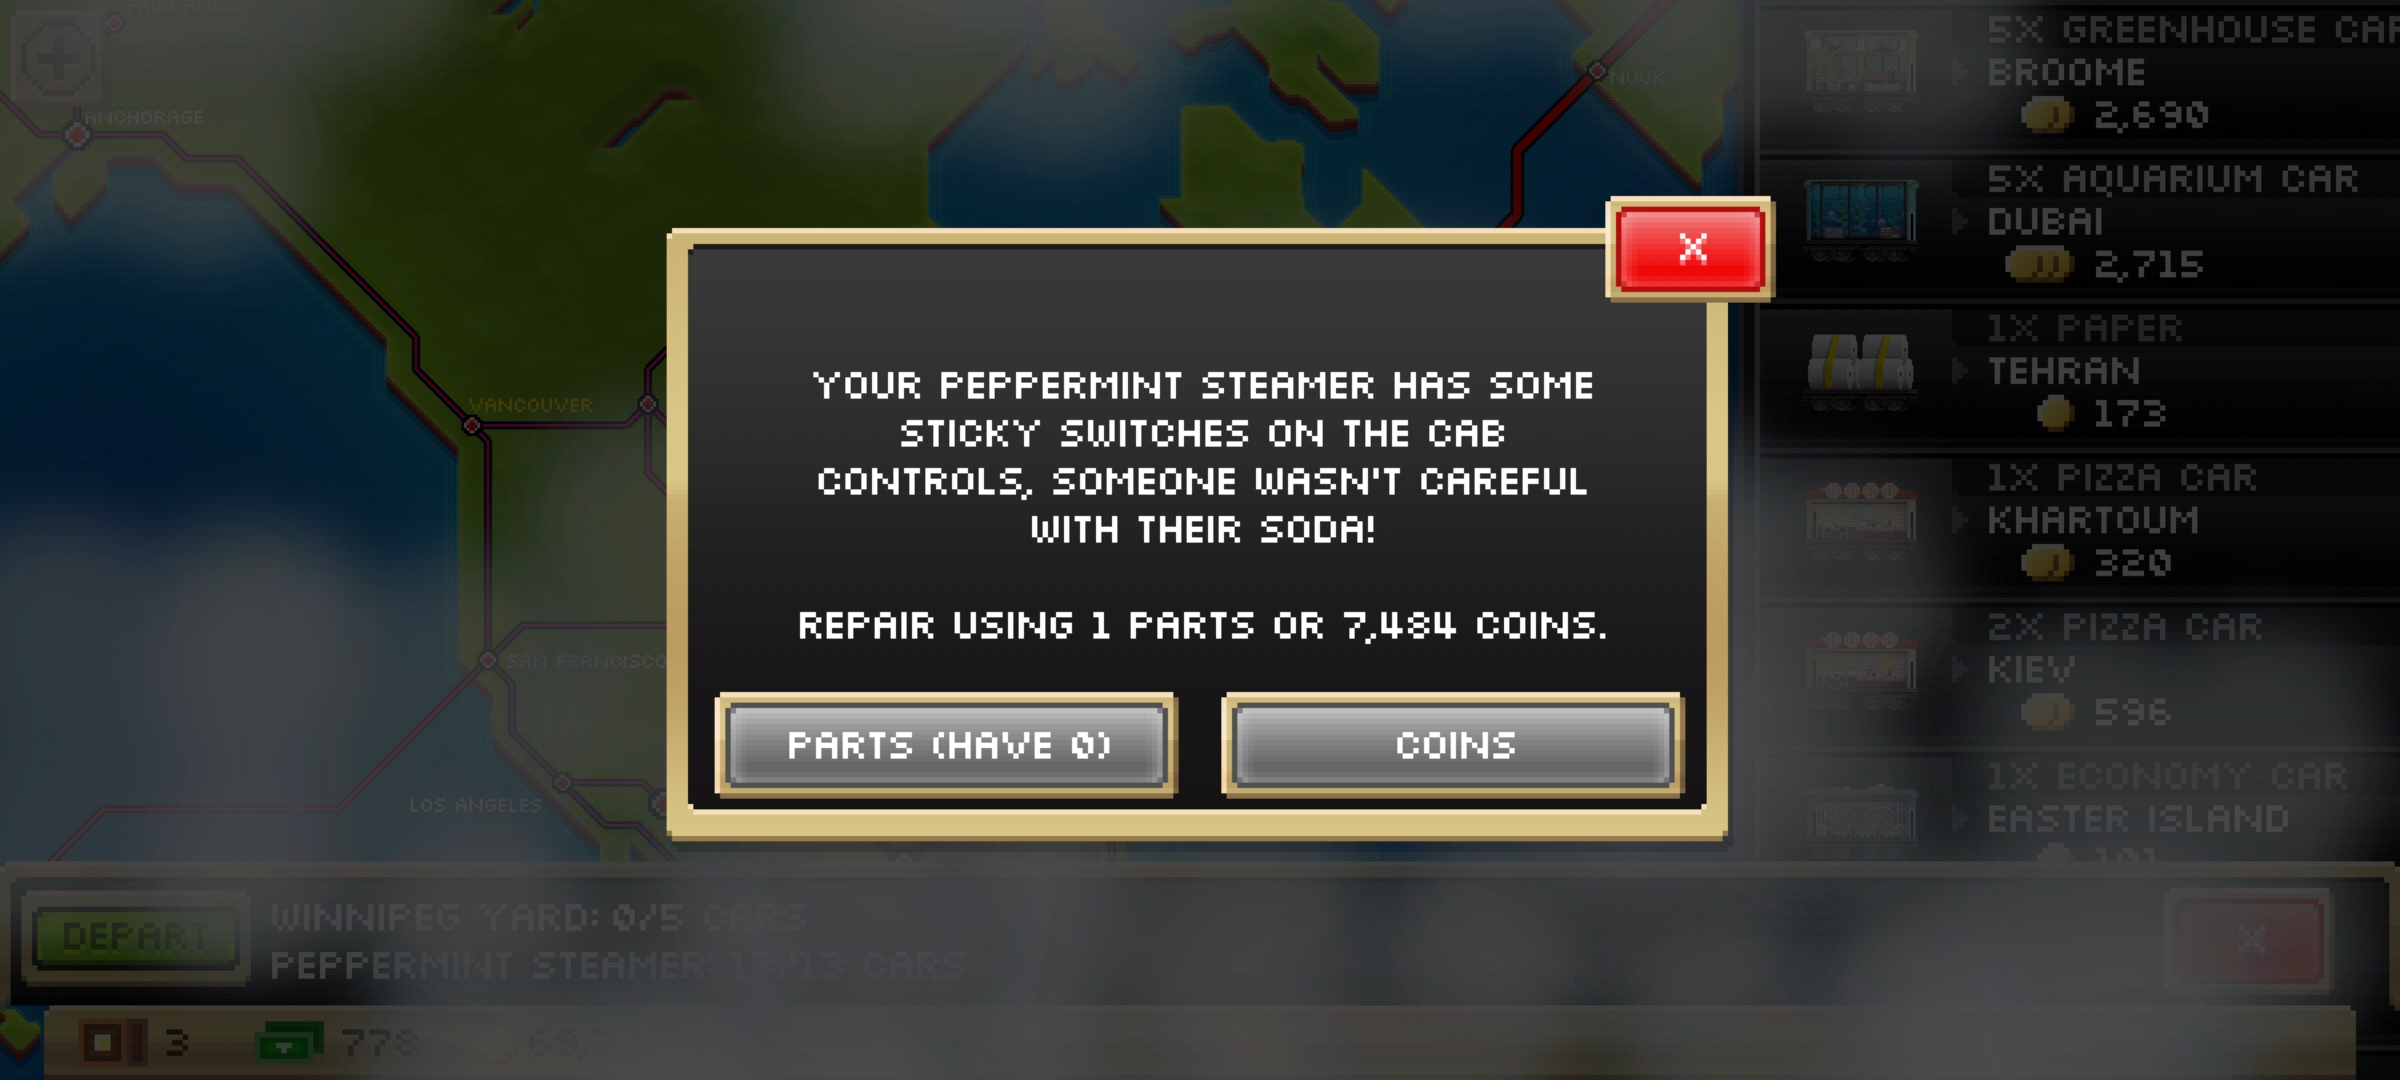 FAIRBANKS
ANCHORAGE
NUUK
VANCOUVER
SAN FRANCISCO
LOS ANGELES
5X GREENHOUSE CAR
BROOME
2,690
5X AQUARIUM CAR
DUBAI
2,715
1X PAPER
TEHRAN
173
1X PIZZA CAR
KHARTOUM
320
2X PIZZA CAR
KIEV
596
1X ECONOMY CAR
EASTER ISLAND
101
X
YOUR PEPPERMINT STEAMER HAS SOME
STICKY SWITCHES ON THE CAB
CONTROLS, SOMEONE WASN'T CAREFUL
WITH THEIR SODA!
REPAIR USING 1 PARTS OR 7,484 COINS.
PARTS (HAVE 0)
COINS
DEPART
WINNIPEG YARD: 0/5 CARS
PEPPERMINT STEAMER CARS
X
3
778